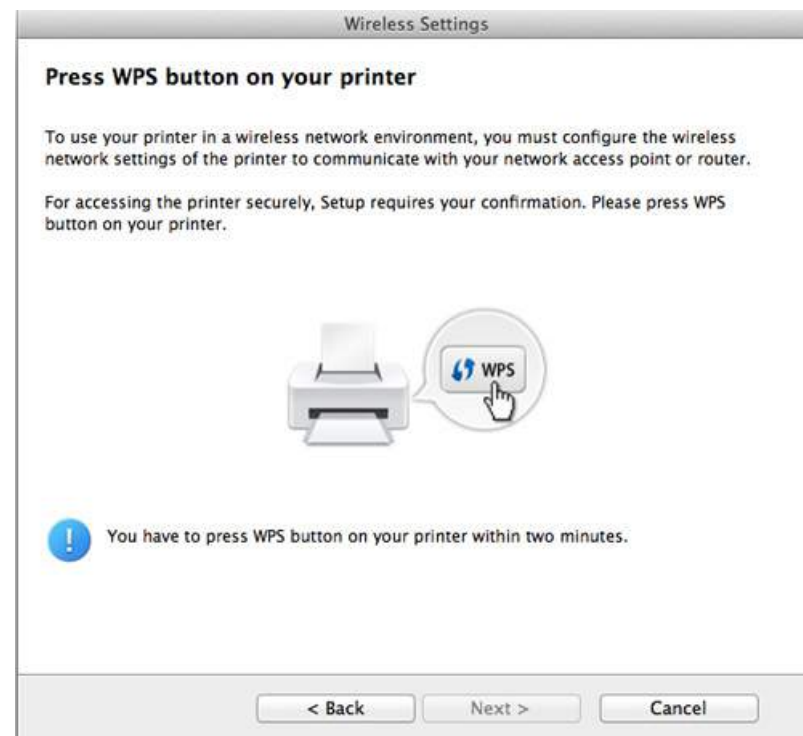 Wireless Settings
Press WPS button on your printer
To use your printer in a wireless network environment, you must configure the wireless
network settings of the printer to communicate with your network access point or router.
For accessing the printer securely, Setup requires your confirmation. Please press WPS
button on your printer.
WPS
You have to press WPS button on your printer within two minutes.
< Back
Next >
Cancel